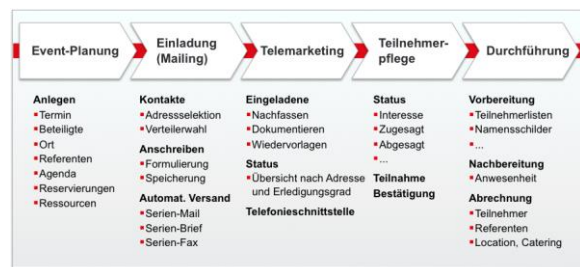 Event-Planung
Einladung
(Mailing)
Telemarketing
Teilnehmer-
pflege
Durchführung
Anlegen
Termin
Beteiligte
Ort
Referenten
Agenda
Reservierungen
Ressourcen
Kontakte
Adressselektion
Verteilerwahl
Anschreiben
Formulierung
Speicherung
Automat. Versand
Serien-Mail
Serien-Brief
Serien-Fax
Eingeladene
Nachfassen
Dokumentieren
Wiedervorlagen
Status
Übersicht nach Adresse
und Erledigungsgrad
Telefonieschnittstelle
Status
Interesse
Zugesagt
Abgesagt
...
Teilnahme
Bestätigung
Vorbereitung
Teilnehmerlisten
Namensschilder
...
Nachbereitung
Anwesenheit
Abrechnung
Teilnehmer
Referenten
Location, Catering